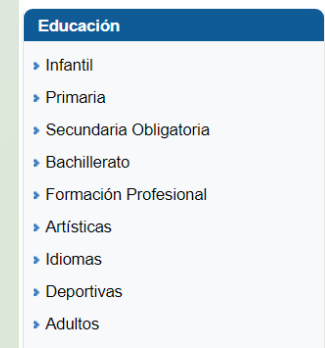 Educación
Infantil
Primaria
Secundaria Obligatoria
Bachillerato
Formación Profesional
Artísticas
Idiomas
Deportivas
Adultos